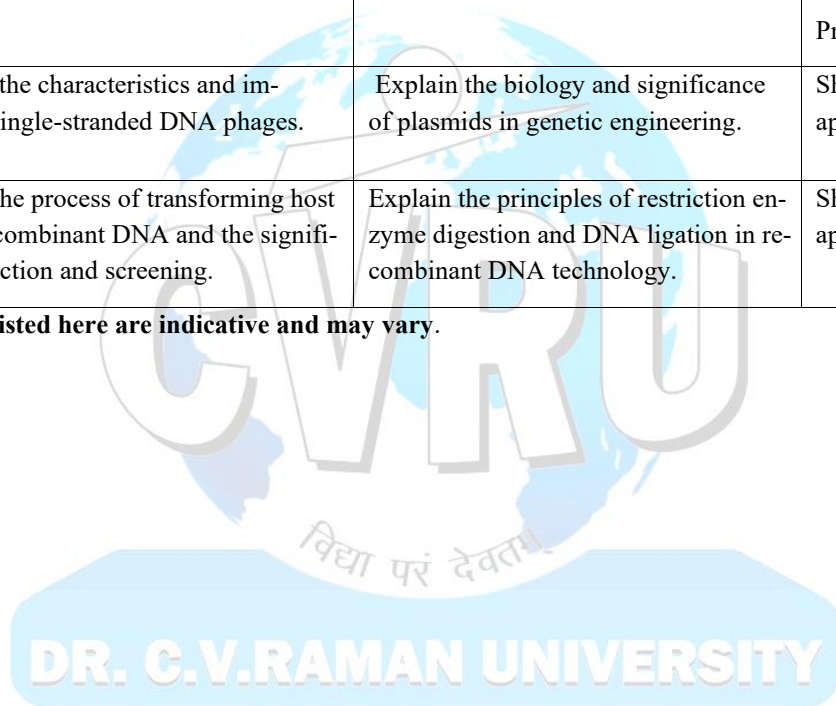 Pr
the characteristics and im-
ingle-stranded DNA phages.
Explain the biology and significance
of plasmids in genetic engineering.
Sh
ap
he process of transforming host
combinant DNA and the signifi-
ction and screening.
Explain the principles of restriction en-
zyme digestion and DNA ligation in re-
combinant DNA technology.
Sh
ap
isted here are indicative and may vary.
CVRU
विद्या परं देवतम्
DR. C.V.RAMAN UNIVERSITY